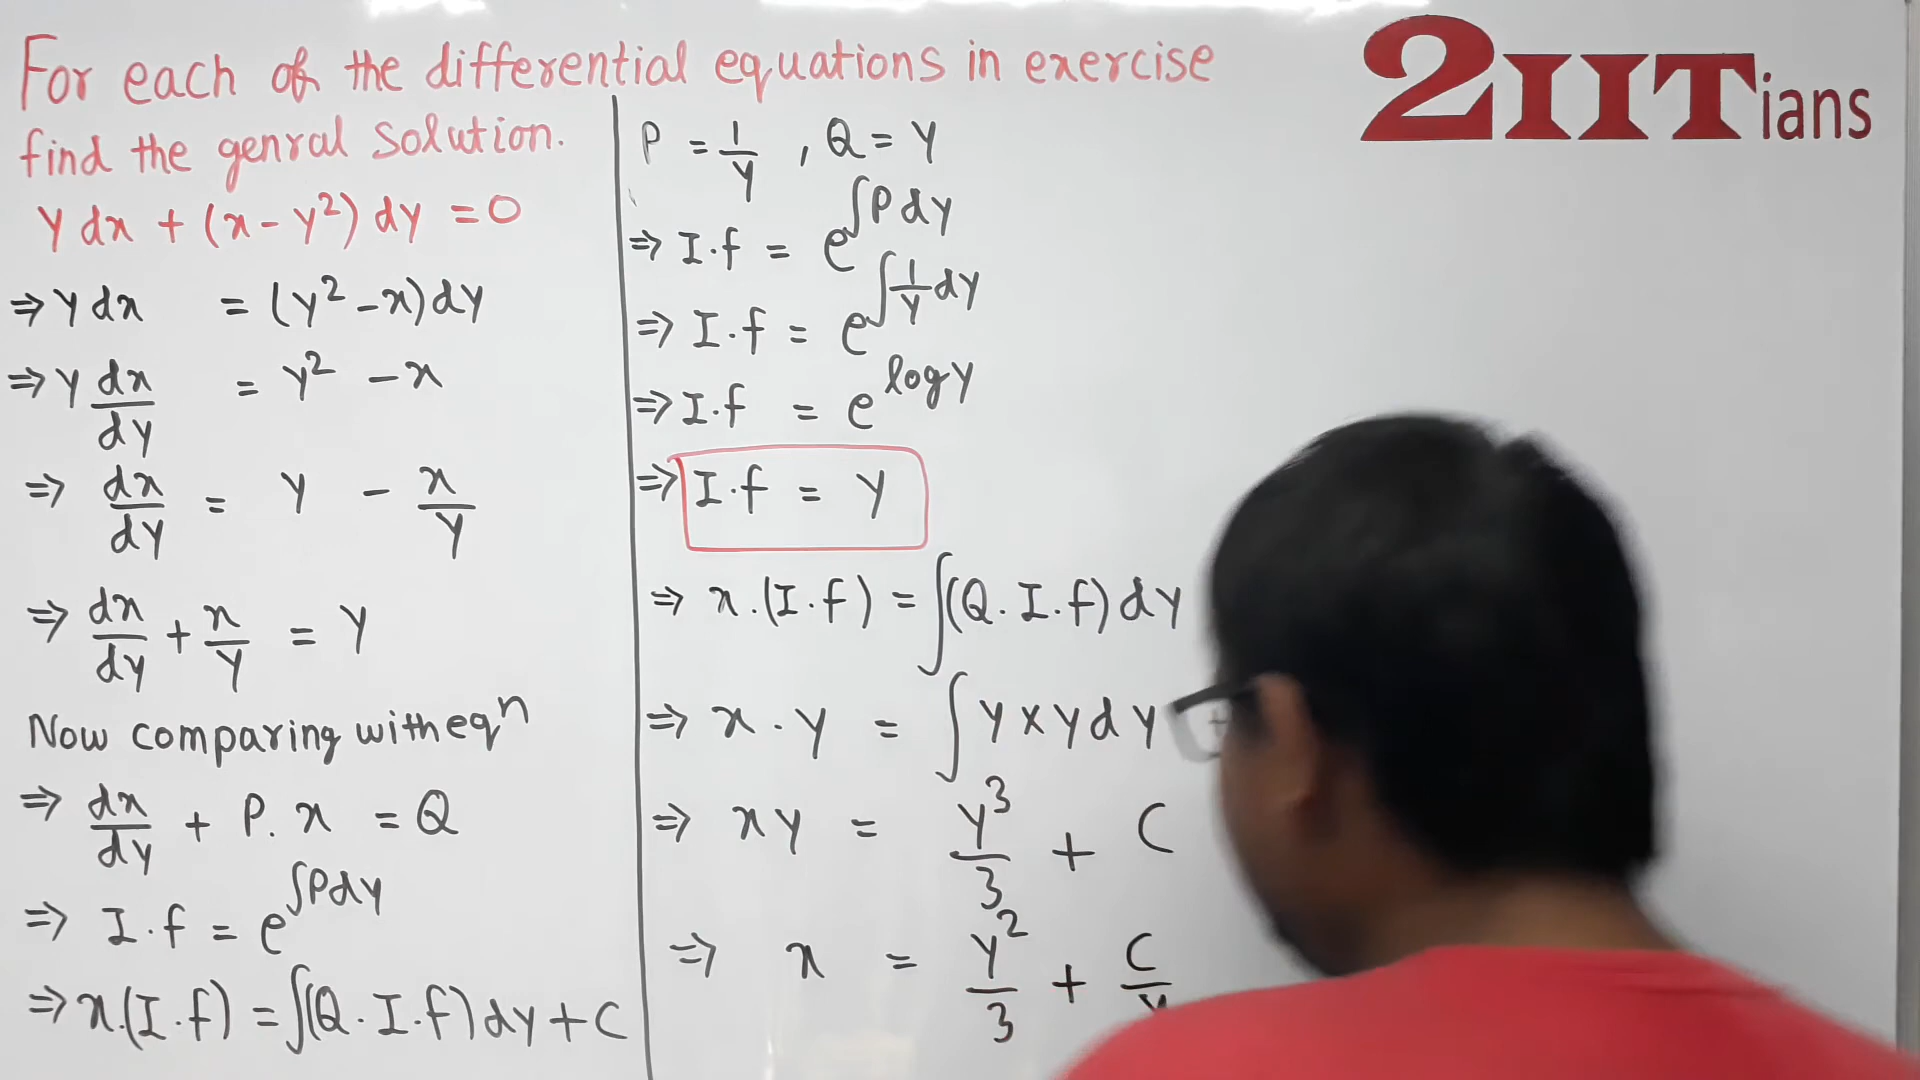 For each of the differential equations in exercise
find the genral solution.
y dx + (x - y²) dy = 0
⇒ y dx = (y² - x) dy
⇒ y dx/dy = y² - x
⇒ dx/dy = y - x/y
⇒ dx/dy + x/y = y
Now comparing with eqⁿ
⇒ dx/dy + P. x = Q
⇒ I.f = e^∫Pdy
⇒ x.(I.f) = ∫(Q. I.f) dy + C
P = 1/y , Q = y
⇒ I.f = e^∫Pdy
⇒ I.f = e^∫1/y dy
⇒ I.f = e^log y
⇒ I.f = y
⇒ x.(I.f) = ∫(Q. I.f) dy
⇒ x . y = ∫ y x y dy +
⇒ xy = y³/3 + C
⇒ x = y²/3 + C/y
2IITians